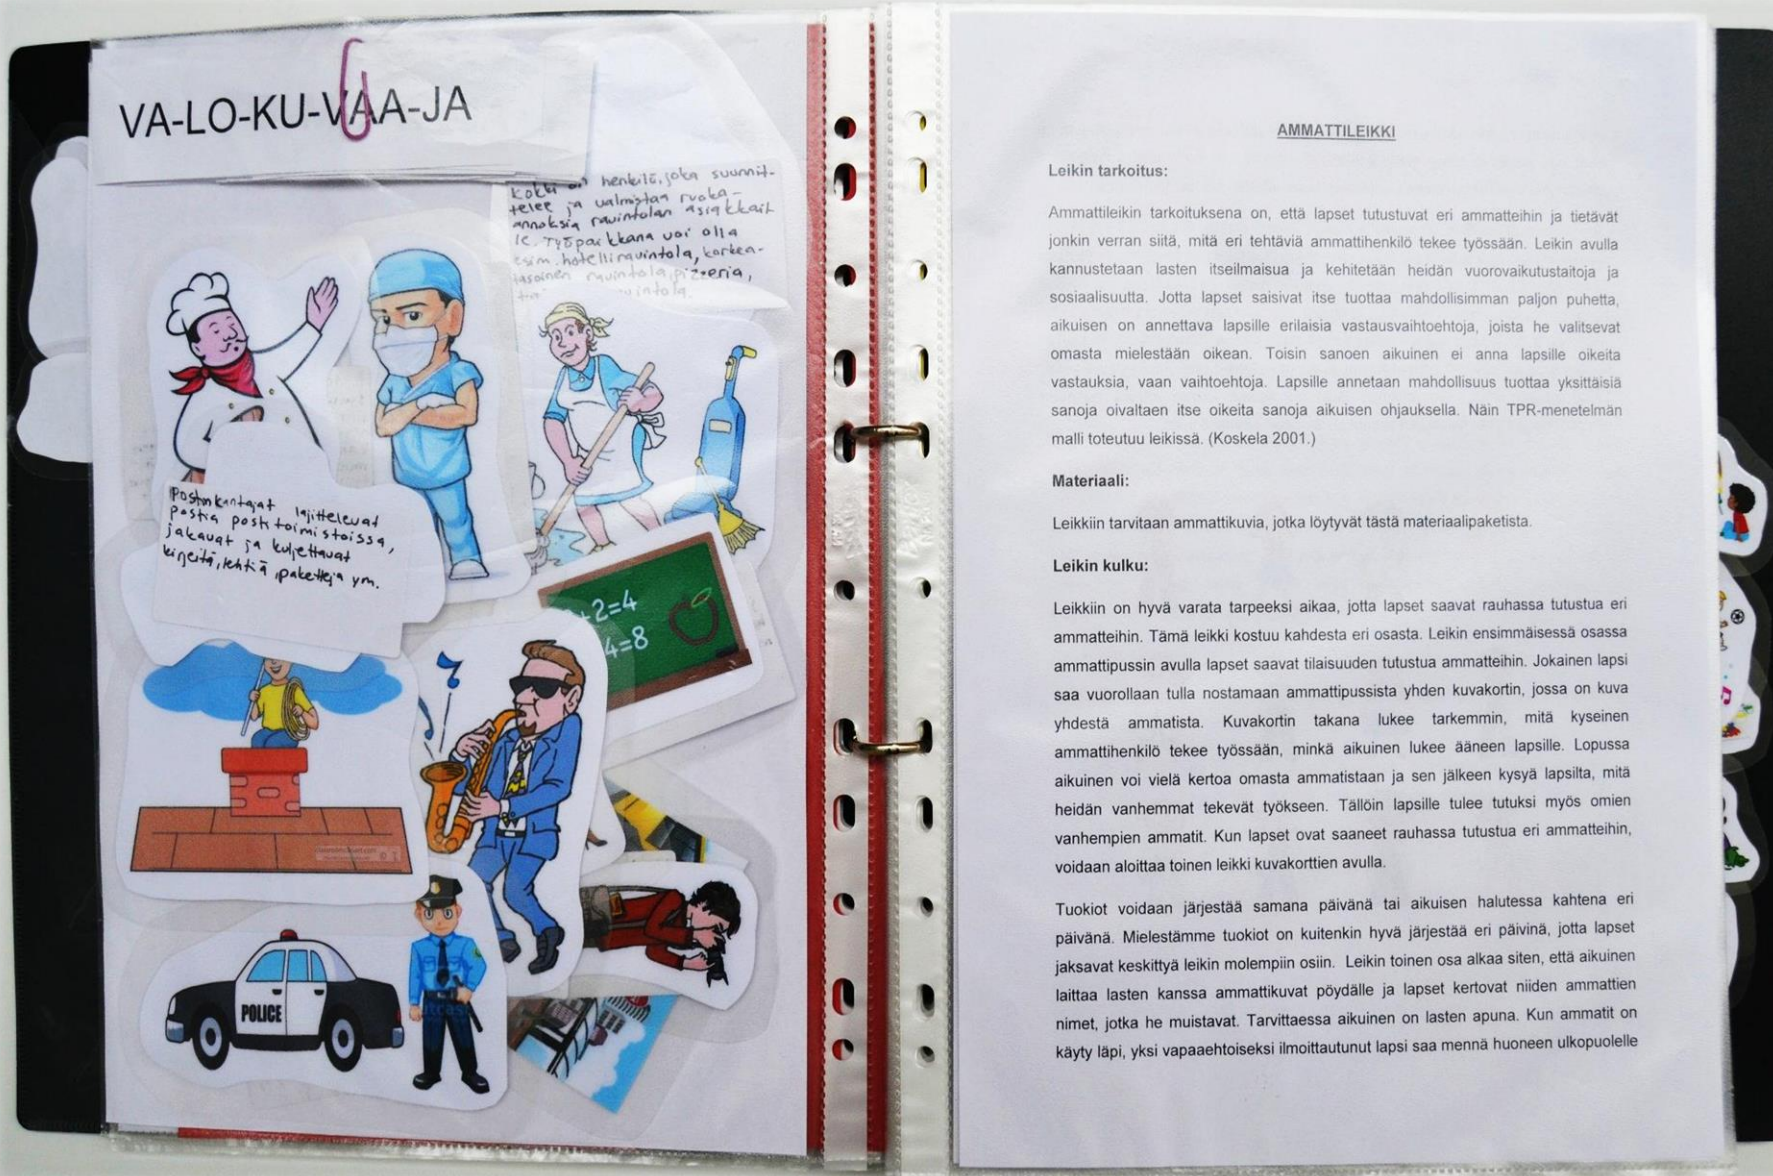 VA-LO-KU-VAA-JA
Kokki on henkilö, joka suunnit-
telee ja valmistaa ruoka-
annoksia ravintolan asiakkail
le. Työpaikkana voi olla
esim. hotelliravintola, korkea-
tasoinen ravintola, pizzeria,
ravintola.
Postinkantajat lajittelevat
postia postitoimistoissa,
jakavat ja kuljettavat
kirjeitä, lehtiä, paketteja ym.
+2=4
4=8
POLICE
AMMATTILEIKKI
Leikin tarkoitus:
Ammattileikin tarkoituksena on, että lapset tutustuvat eri ammatteihin ja tietävät
jonkin verran siitä, mitä eri tehtäviä ammattihenkilö tekee työssään. Leikin avulla
kannustetaan lasten itseilmaisua ja kehitetään heidän vuorovaikutustaitoja ja
sosiaalisuutta. Jotta lapset saisivat itse tuottaa mahdollisimman paljon puhetta,
aikuisen on annettava lapsille erilaisia vastausvaihtoehtoja, joista he valitsevat
omasta mielestään oikean. Toisin sanoen aikuinen ei anna lapsille oikeita
vastauksia, vaan vaihtoehtoja. Lapsille annetaan mahdollisuus tuottaa yksittäisiä
sanoja oivaltaen itse oikeita sanoja aikuisen ohjauksella. Näin TPR-menetelmän
malli toteutuu leikissä. (Koskela 2001.)
Materiaali:
Leikkiin tarvitaan ammattikuvia, jotka löytyvät tästä materiaalipaketista.
Leikin kulku:
Leikkiin on hyvä varata tarpeeksi aikaa, jotta lapset saavat rauhassa tutustua eri
ammatteihin. Tämä leikki kostuu kahdesta eri osasta. Leikin ensimmäisessä osassa
ammattipussin avulla lapset saavat tilaisuuden tutustua ammatteihin. Jokainen lapsi
saa vuorollaan tulla nostamaan ammattipussista yhden kuvakortin, jossa on kuva
yhdestä ammatista. Kuvakortin takana lukee tarkemmin, mitä kyseinen
ammattihenkilö tekee työssään, minkä aikuinen lukee ääneen lapsille. Lopussa
aikuinen voi vielä kertoa omasta ammatistaan ja sen jälkeen kysyä lapsilta, mitä
heidän vanhemmat tekevät työkseen. Tällöin lapsille tulee tutuksi myös omien
vanhempien ammatit. Kun lapset ovat saaneet rauhassa tutustua eri ammatteihin,
voidaan aloittaa toinen leikki kuvakorttien avulla.
Tuokiot voidaan järjestää samana päivänä tai aikuisen halutessa kahtena eri
päivänä. Mielestämme tuokiot on kuitenkin hyvä järjestää eri päivinä, jotta lapset
jaksavat keskittyä leikin molempiin osiin. Leikin toinen osa alkaa siten, että aikuinen
laittaa lasten kanssa ammattikuvat pöydälle ja lapset kertovat niiden ammattien
nimet, jotka he muistavat. Tarvittaessa aikuinen on lasten apuna. Kun ammatit on
käyty läpi, yksi vapaaehtoiseksi ilmoittautunut lapsi saa mennä huoneen ulkopuolelle